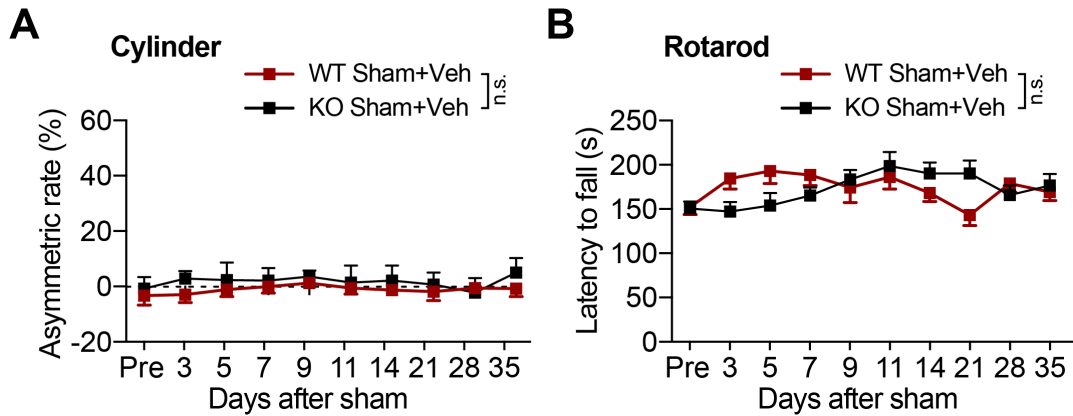 A
Cylinder
WT Sham+Veh
KO Sham+Veh
n.s.
Asymmetric rate (%)
60
40
20
0
-20
Pre 3 5 7 9 11 14 21 28 35
Days after sham
B
Rotarod
WT Sham+Veh
KO Sham+Veh
n.s.
Latency to fall (s)
250
200
150
100
50
0
Pre 3 5 7 9 11 14 21 28 35
Days after sham